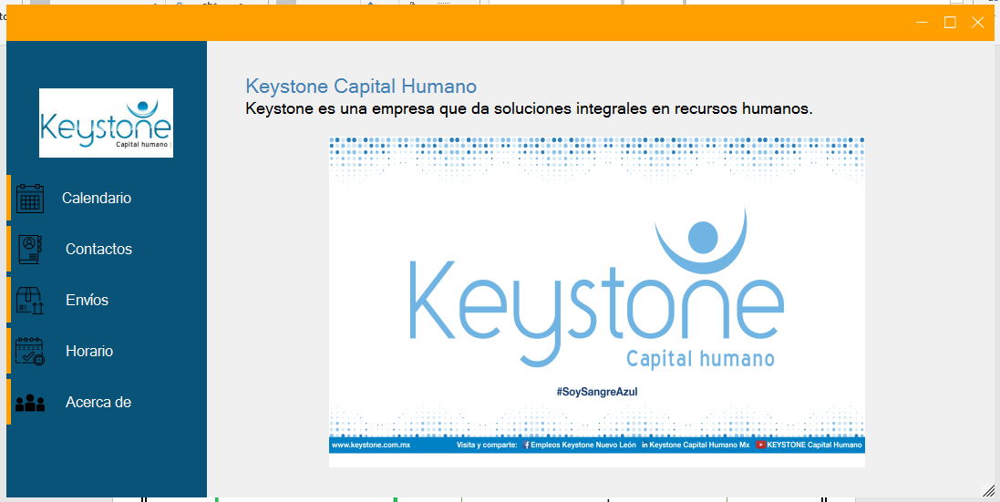 Keystone
Capital humano
Calendario
Contactos
Envíos
Horario
Acerca de
Keystone Capital Humano
Keystone es una empresa que da soluciones integrales en recursos humanos.
Keystone
Capital humano
#SoySangreAzul
www.keystone.com.mx Visita y comparte: Empleos Keystone Nuevo León in Keystone Capital Humano Mx KEYSTONE Capital Humano